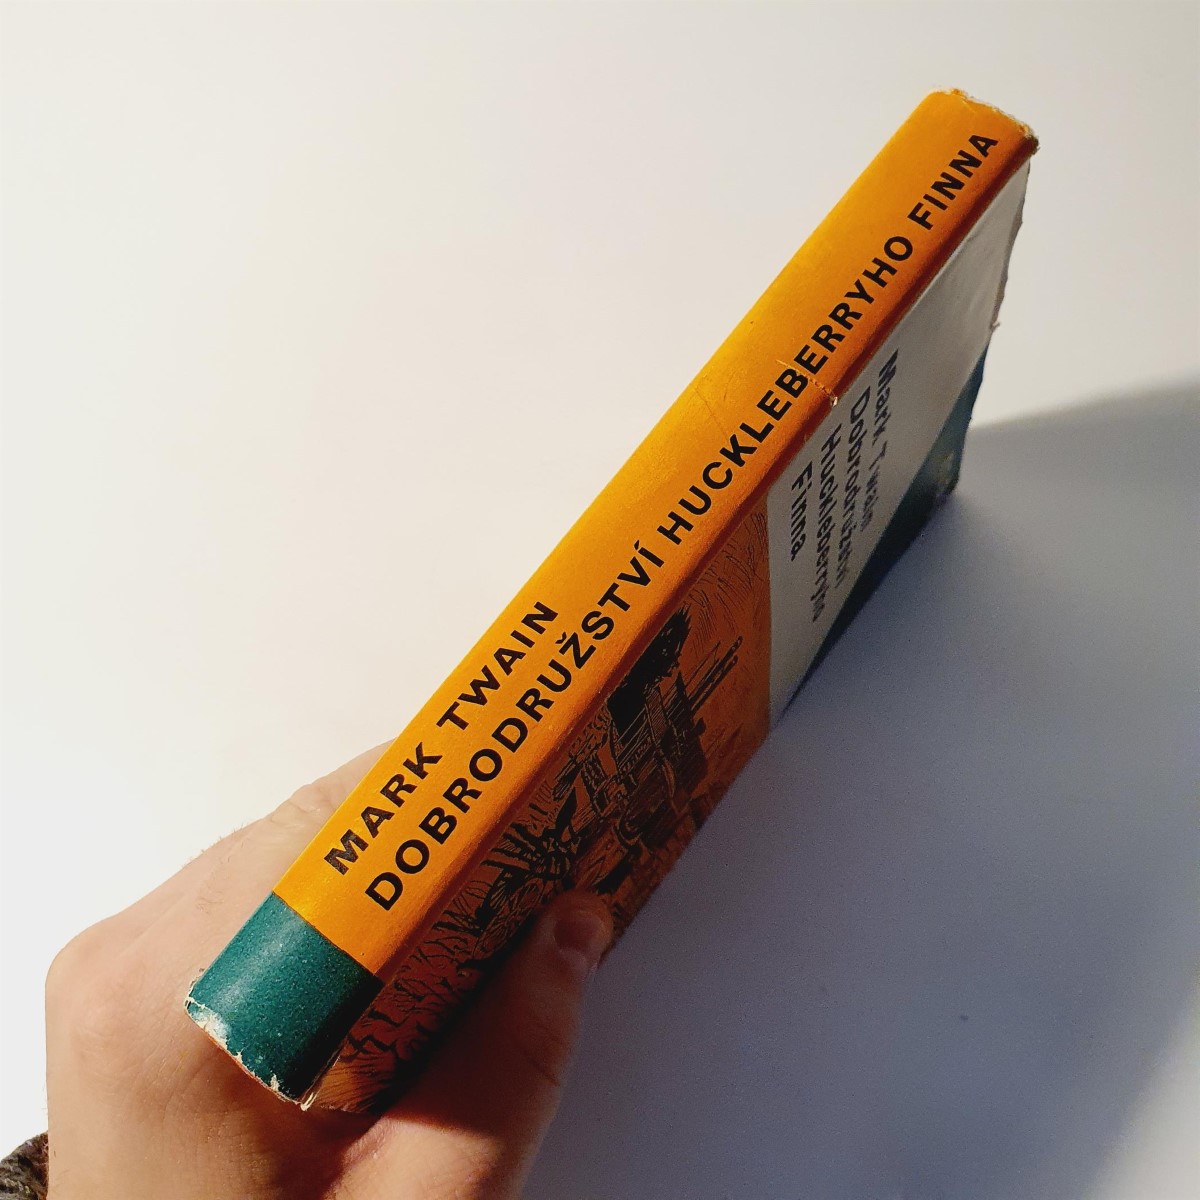 MARK TWAIN
DOBRODRUŽSTVÍ HUCKLEBERRYHO FINNA
Mark Twain
Dobrodružství
Huckleberryho
Finna